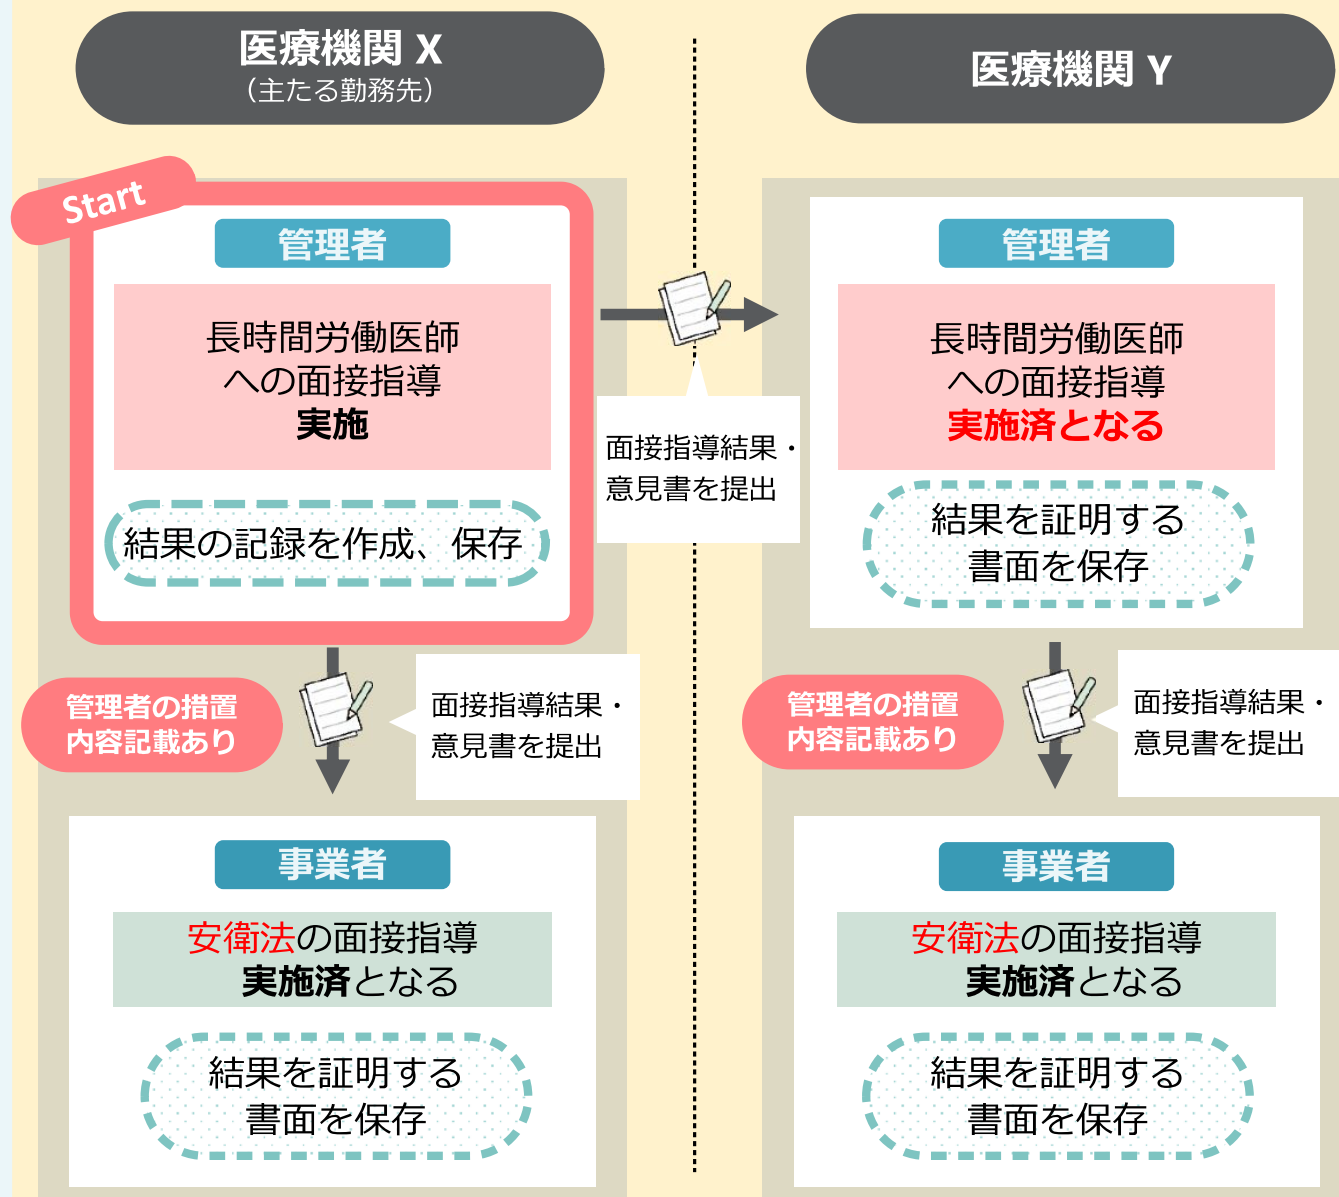 医療機関 X
（主たる勤務先）
医療機関 Y
Start
管理者
長時間労働医師
への面接指導
実施
結果の記録を作成、保存
面接指導結果・
意見書を提出
管理者
長時間労働医師
への面接指導
実施済となる
結果を証明する
書面を保存
管理者の措置
内容記載あり
面接指導結果・
意見書を提出
管理者の措置
内容記載あり
面接指導結果・
意見書を提出
事業者
安衛法の面接指導
実施済となる
結果を証明する
書面を保存
事業者
安衛法の面接指導
実施済となる
結果を証明する
書面を保存